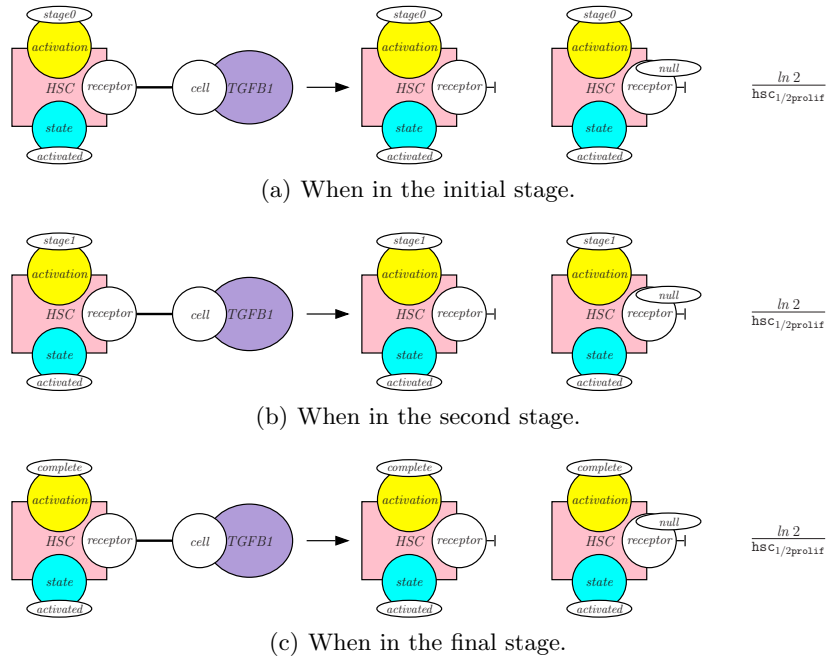 stage0 stage0 stage0
activation activation activation
null
HSC receptor cell TGFB1 HSC receptor HSC receptor ln 2 / hsc1/2prolif
state state state
activated activated activated
(a) When in the initial stage.
stage1 stage1 stage1
activation activation activation
null
HSC receptor cell TGFB1 HSC receptor HSC receptor ln 2 / hsc1/2prolif
state state state
activated activated activated
(b) When in the second stage.
complete complete complete
activation activation activation
null
HSC receptor cell TGFB1 HSC receptor HSC receptor ln 2 / hsc1/2prolif
state state state
activated activated activated
(c) When in the final stage.